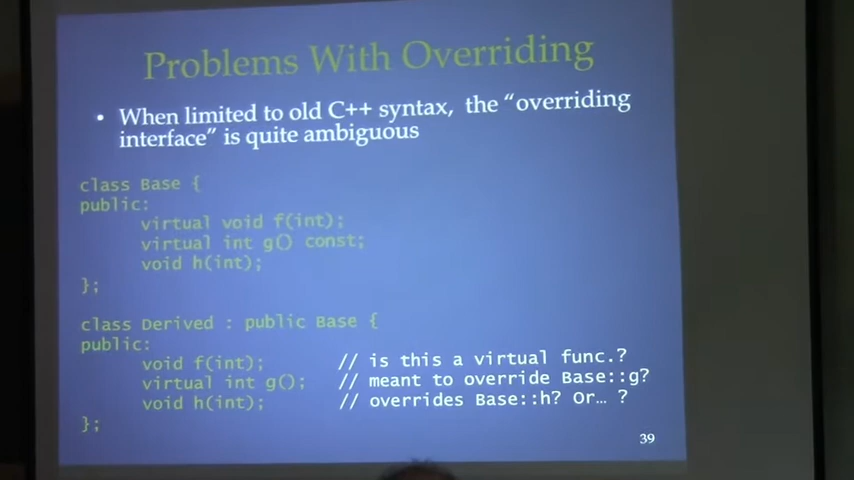 Problems With Overriding
• When limited to old C++ syntax, the “overriding
interface” is quite ambiguous
class Base {
public:
virtual void f(int);
virtual int g() const;
void h(int);
};
class Derived : public Base {
public:
void f(int); // is this a virtual func.?
virtual int g(); // meant to override Base::g?
void h(int); // overrides Base::h? Or… ?
};
39